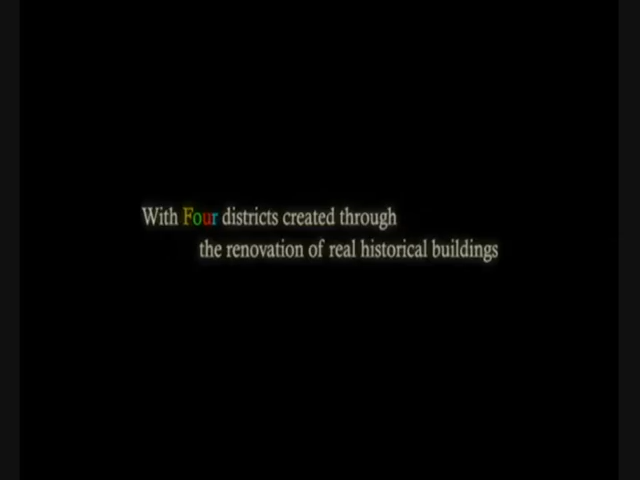 With Four districts created through
the renovation of real historical buildings